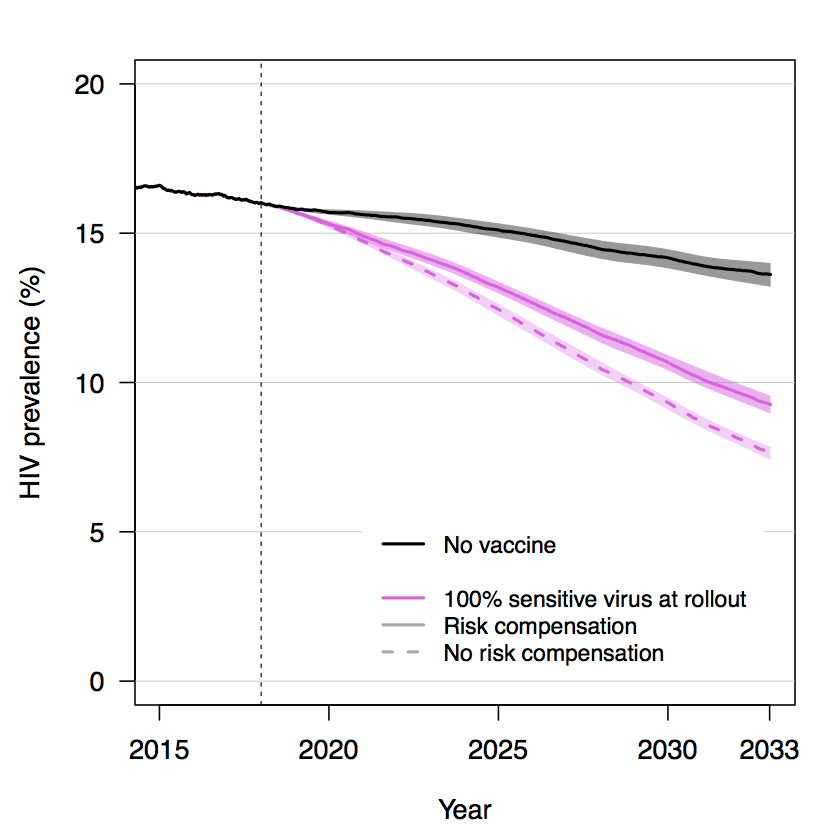 20
15
10
5
0
HIV prevalence (%)
No vaccine
100% sensitive virus at rollout
Risk compensation
No risk compensation
2015 2020 2025 2030 2033
Year